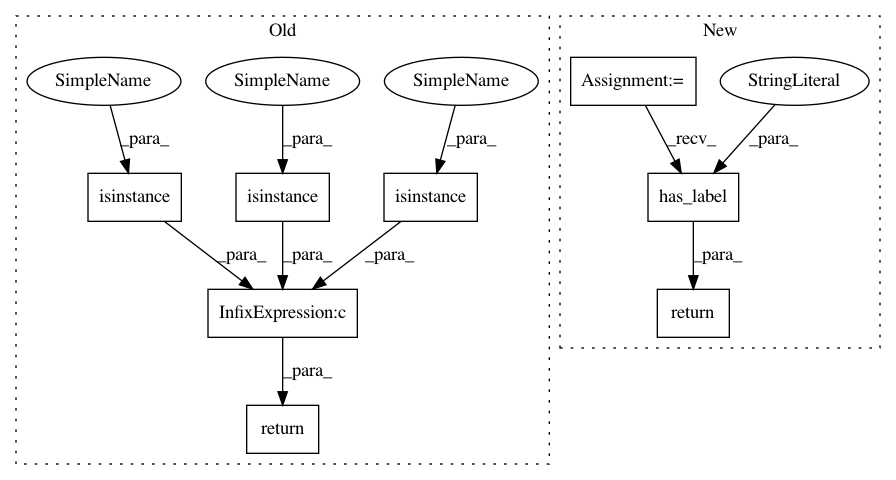 Old
New
SimpleName
SimpleName
SimpleName
Assignment:=
StringLiteral
_para_
_para_
_para_
_recv_
_para_
isinstance
isinstance
isinstance
has_label
_para_
_para_
_para_
_para_
InfixExpression:c
return
_para_
return